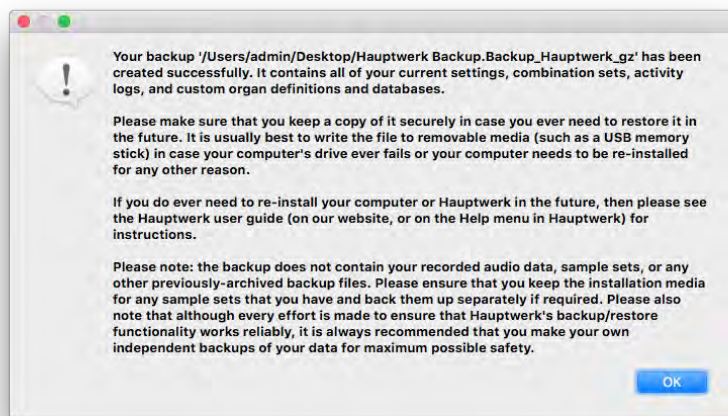 Your backup '/Users/admin/Desktop/Hauptwerk Backup.Backup_Hauptwerk_gz' has been
created successfully. It contains all of your current settings, combination sets, activity
logs, and custom organ definitions and databases.
Please make sure that you keep a copy of it securely in case you ever need to restore it in
the future. It is usually best to write the file to removable media (such as a USB memory
stick) in case your computer's drive ever fails or your computer needs to be re-installed
for any other reason.
If you do ever need to re-install your computer or Hauptwerk in the future, then please see
the Hauptwerk user guide (on our website, or on the Help menu in Hauptwerk) for
instructions.
Please note: the backup does not contain your recorded audio data, sample sets, or any
other previously-archived backup files. Please ensure that you keep the installation media
for any sample sets that you have and back them up separately if required. Please also
note that although every effort is made to ensure that Hauptwerk's backup/restore
functionality works reliably, it is always recommended that you make your own
independent backups of your data for maximum possible safety.
OK